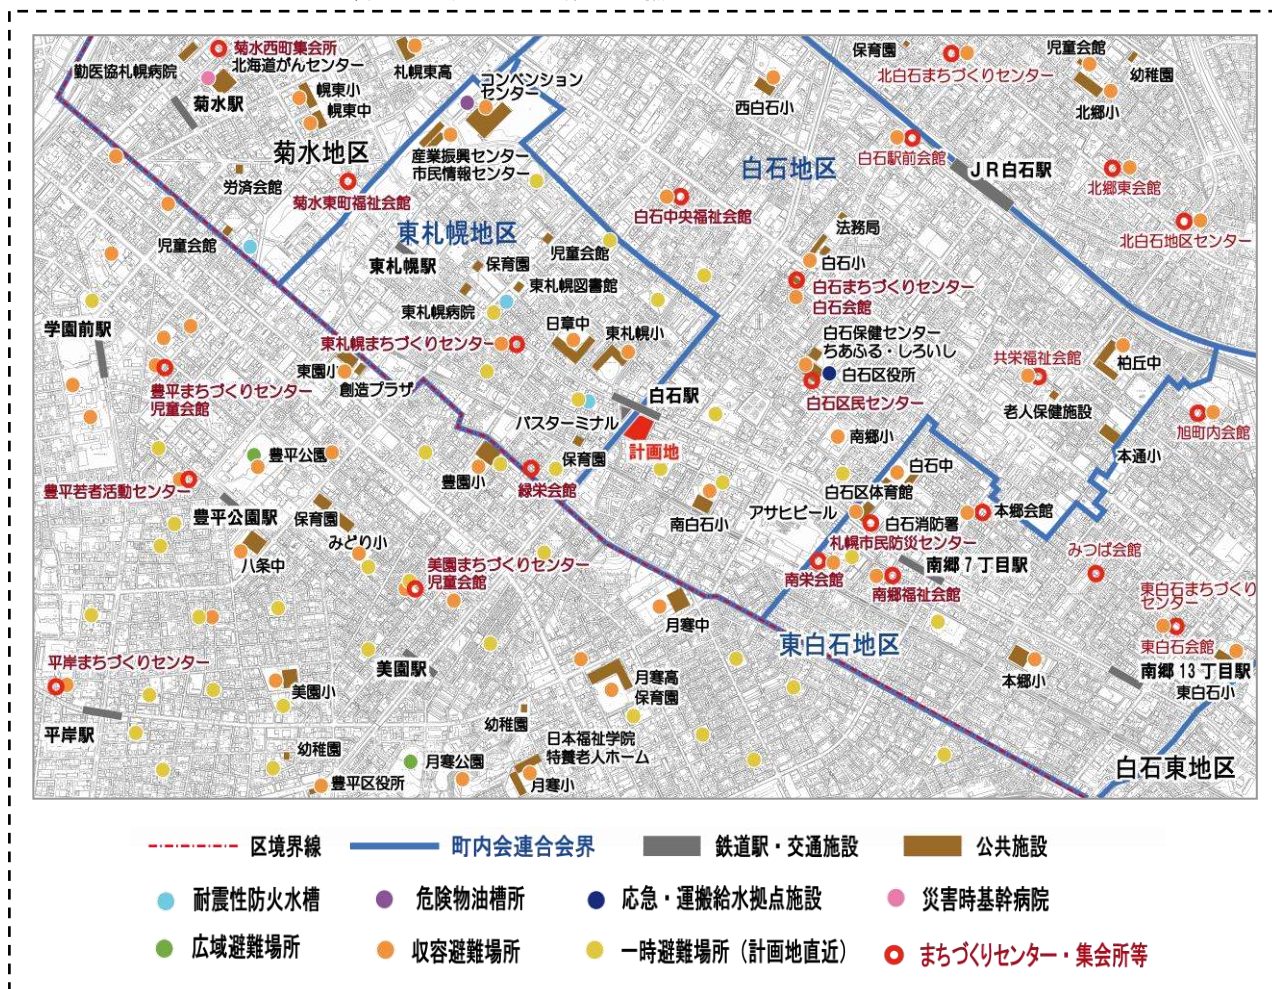 菊水西町集会所
勤医協札幌病院
北海道がんセンター
菊水駅
札幌東高
幌東小
幌東中
コンベンション
センター
菊水地区
産業振興センター
市民情報センター
労済会館
菊水東町福祉会館
児童会館
東札幌地区
東札幌駅
保育園
児童会館
東札幌図書館
東札幌病院
日章中
東札幌小
東札幌まちづくりセンター
東園小
創造プラザ
学園前駅
豊平まちづくりセンター
児童会館
白石駅
バスターミナル
計画地
保育園
豊園小
緑栄会館
豊平公園
豊平若者活動センター
豊平公園駅
保育園
みどり小
八条中
美園まちづくりセンター
児童会館
平岸まちづくりセンター
美園駅
美園小
平岸駅
幼稚園
豊平区役所
月寒公園
幼稚園
日本福祉学院
特養老人ホーム
月寒小
月寒高
保育園
月寒中
保育園
北白石まちづくりセンター
児童会館
幼稚園
北郷小
西白石小
白石駅前会館
JR白石駅
白石地区
北郷東会館
白石中央福祉会館
北白石地区センター
法務局
白石小
白石まちづくりセンター
白石会館
白石保健センター
ちあふる・しろいし
白石区役所
白石区民センター
共栄福祉会館
柏丘中
老人保健施設
旭町内会館
本通小
南郷小
白石中
白石区体育館
アサヒビール
白石消防署
本郷会館
札幌市民防災センター
南白石小
南栄会館
南郷7丁目駅
南郷福祉会館
みつば会館
東白石まちづくり
センター
東白石会館
東白石地区
本郷小
南郷13丁目駅
東白石小
白石東地区
区境界線
町内会連合会界
鉄道駅・交通施設
公共施設
耐震性防火水槽
危険物油槽所
応急・運搬給水拠点施設
災害時基幹病院
広域避難場所
収容避難場所
一時避難場所（計画地直近）
まちづくりセンター・集会所等